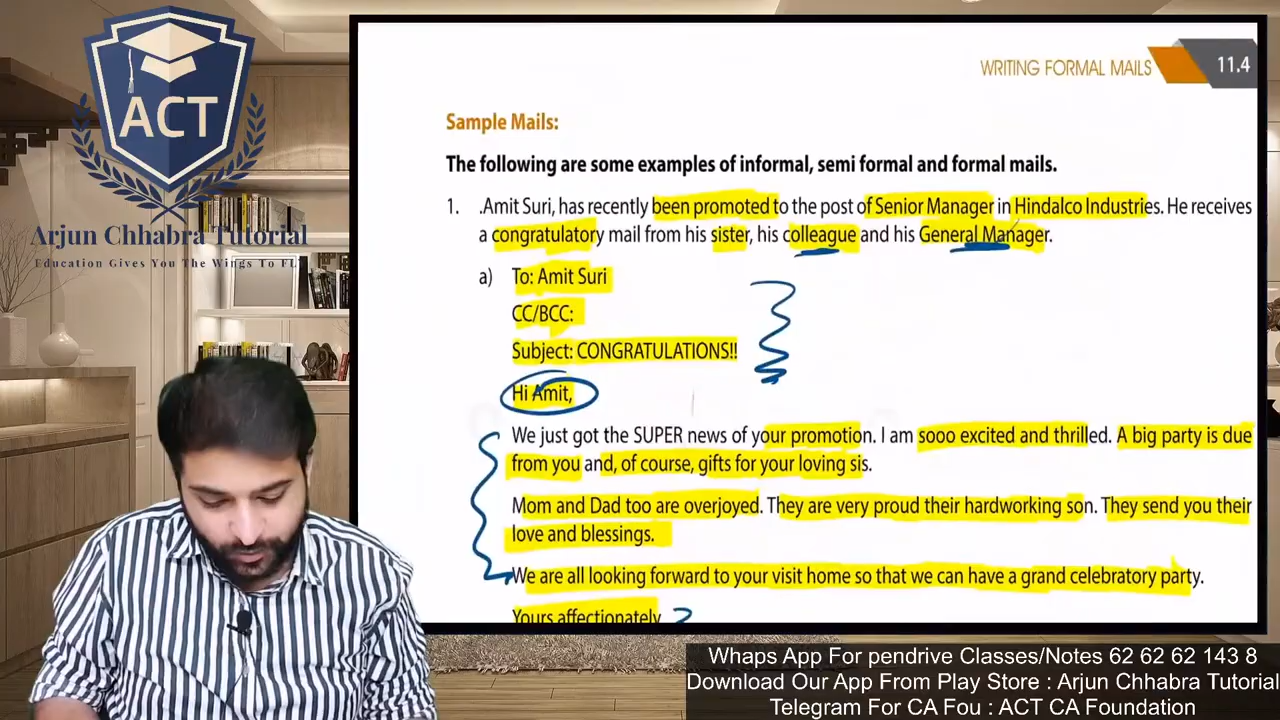 ACT
Arjun Chhabra Tutorial
Education Gives You The Wings To
WRITING FORMAL MAILS 11.4
Sample Mails:
The following are some examples of informal, semi formal and formal mails.
1. .Amit Suri, has recently been promoted to the post of Senior Manager in Hindalco Industries. He receives
a congratulatory mail from his sister, his colleague and his General Manager.
a) To: Amit Suri
CC/BCC:
Subject: CONGRATULATIONS!!
Hi Amit,
We just got the SUPER news of your promotion. I am sooo excited and thrilled. A big party is due
from you and, of course, gifts for your loving sis.
Mom and Dad too are overjoyed. They are very proud their hardworking son. They send you their
love and blessings.
We are all looking forward to your visit home so that we can have a grand celebratory party.
Yours affectionately
Whaps App For pendrive Classes/Notes 62 62 62 143 8
Download Our App From Play Store : Arjun Chhabra Tutorial
Telegram For CA Fou : ACT CA Foundation